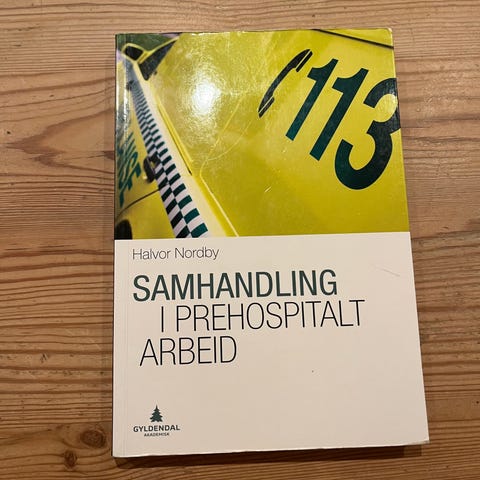 113
Halvor Nordby
SAMHANDLING
I PREHOSPITALT
ARBEID
GYLDENDAL
AKADEMISK